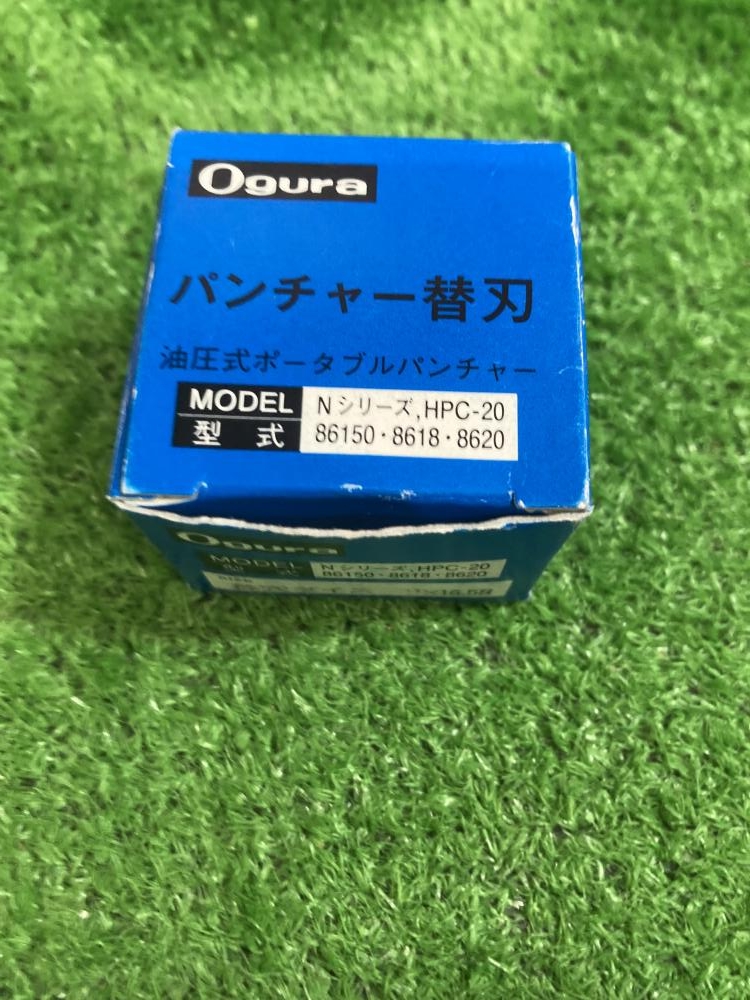 Ogura
パンチャー替刃
油圧式ポータブルパンチャー
MODEL Nシリーズ,HPC-20
型式 86150・8618・8620
Ogura
MODEL Nシリーズ,HPC-20
86150・8618・8620